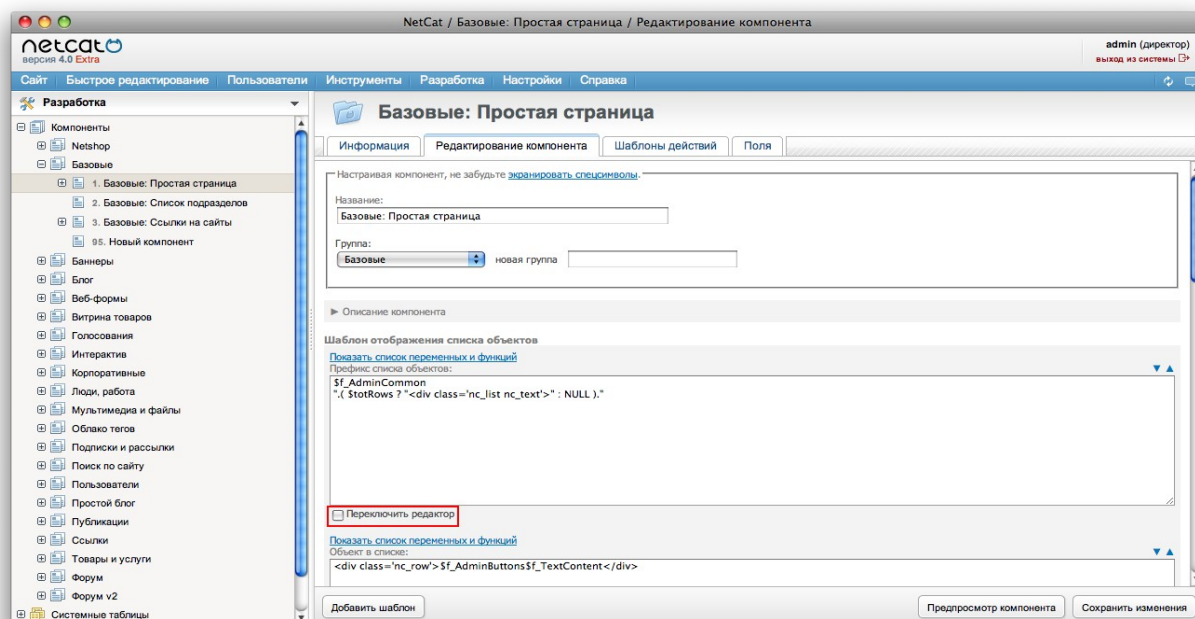 NetCat / Базовые: Простая страница / Редактирование компонента
netcat
версия 4.0 Extra
admin (директор)
выход из системы
Сайт Быстрое редактирование Пользователи Инструменты Разработка Настройки Справка
Разработка
Компоненты
Netshop
Базовые
1. Базовые: Простая страница
2. Базовые: Список подразделов
3. Базовые: Ссылки на сайты
95. Новый компонент
Баннеры
Блог
Веб-формы
Витрина товаров
Голосования
Интерактив
Корпоративные
Люди, работа
Мультимедиа и файлы
Облако тегов
Подписки и рассылки
Поиск по сайту
Пользователи
Простой блог
Публикации
Ссылки
Товары и услуги
Форум
Форум v2
Системные таблицы
Базовые: Простая страница
Информация Редактирование компонента Шаблоны действий Поля
Настраивая компонент, не забудьте экранировать спецсимволы.
Название:
Базовые: Простая страница
Группа:
Базовые новая группа
Описание компонента
Шаблон отображения списка объектов
Показать список переменных и функций
Префикс списка объектов:
$f_AdminCommon
".( $totRows ? "<div class='nc_list nc_text'>" : NULL )."
Переключить редактор
Показать список переменных и функций
Объект в списке:
<div class='nc_row'>$f_AdminButtons$f_TextContent</div>
Добавить шаблон Предпросмотр компонента Сохранить изменения